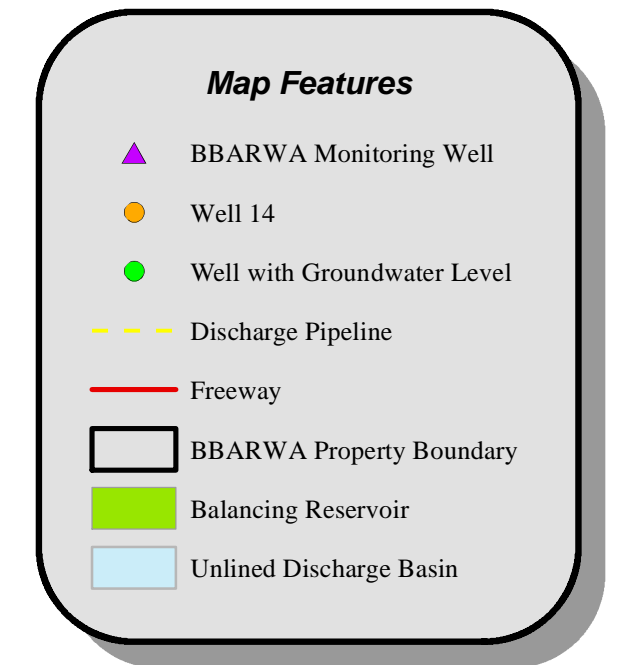 Map Features
BBARWA Monitoring Well
Well 14
Well with Groundwater Level
Discharge Pipeline
Freeway
BBARWA Property Boundary
Balancing Reservoir
Unlined Discharge Basin